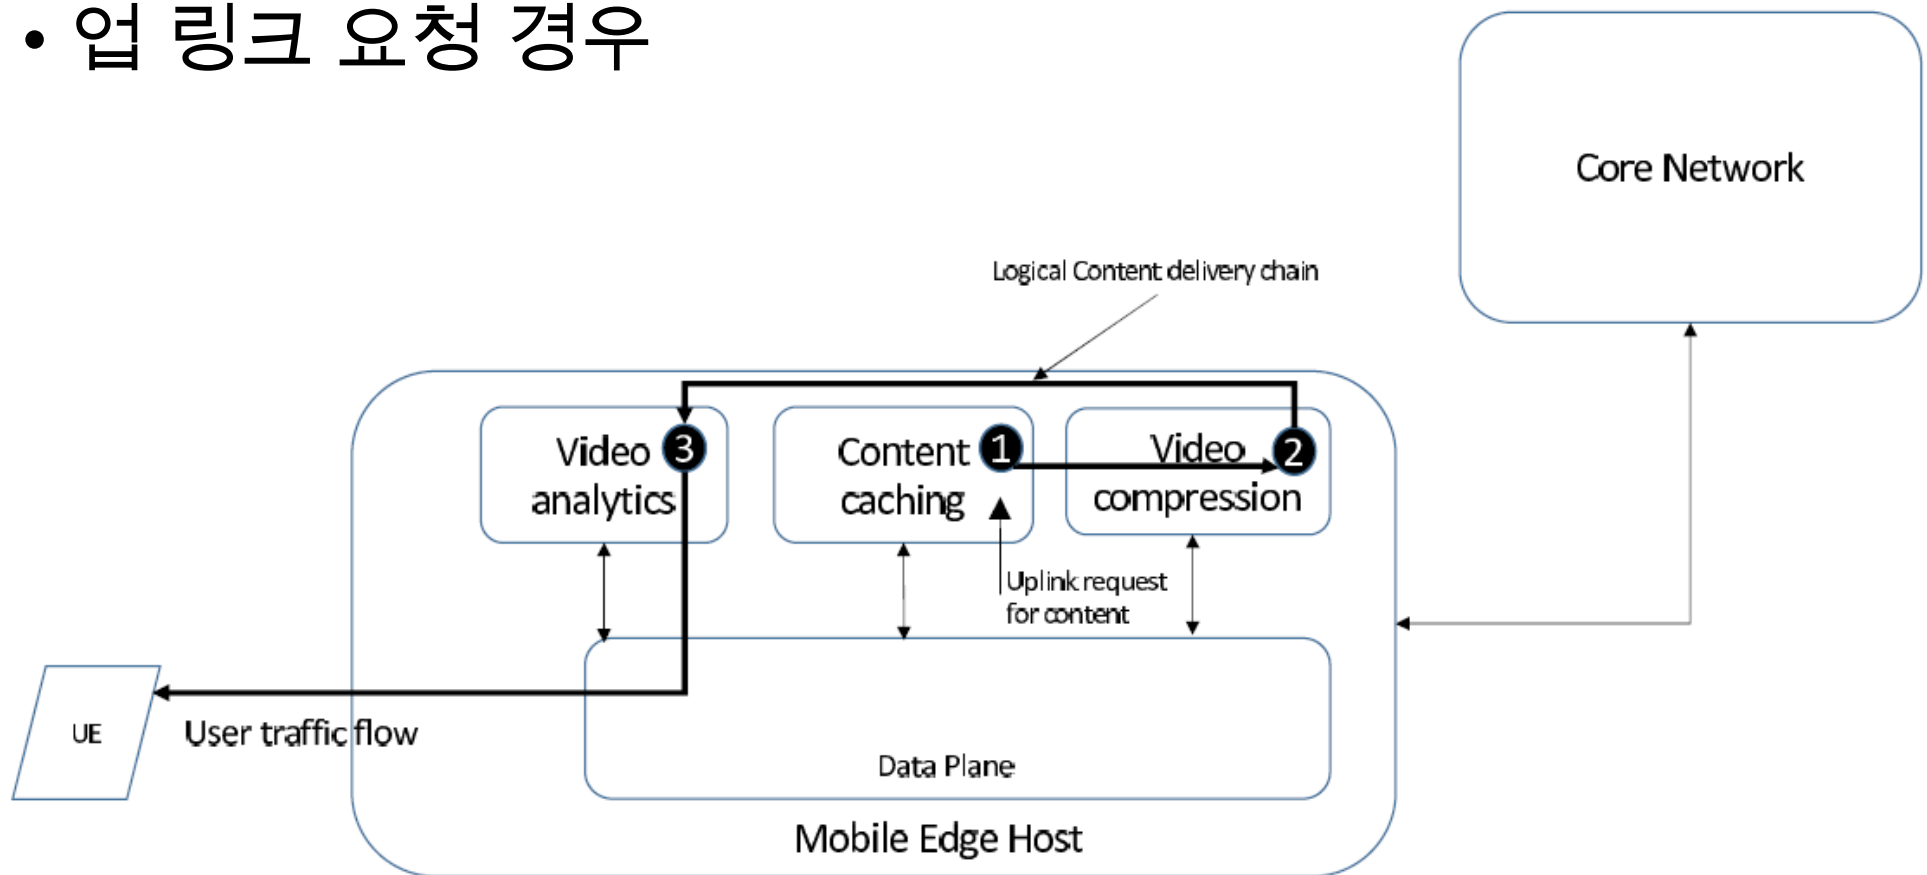 • 업 링크 요청 경우
Core Network
Logical Content delivery chain
Video 3
analytics
Content 1
caching
Video 2
compression
Uplink request
for content
UE
User traffic flow
Data Plane
Mobile Edge Host